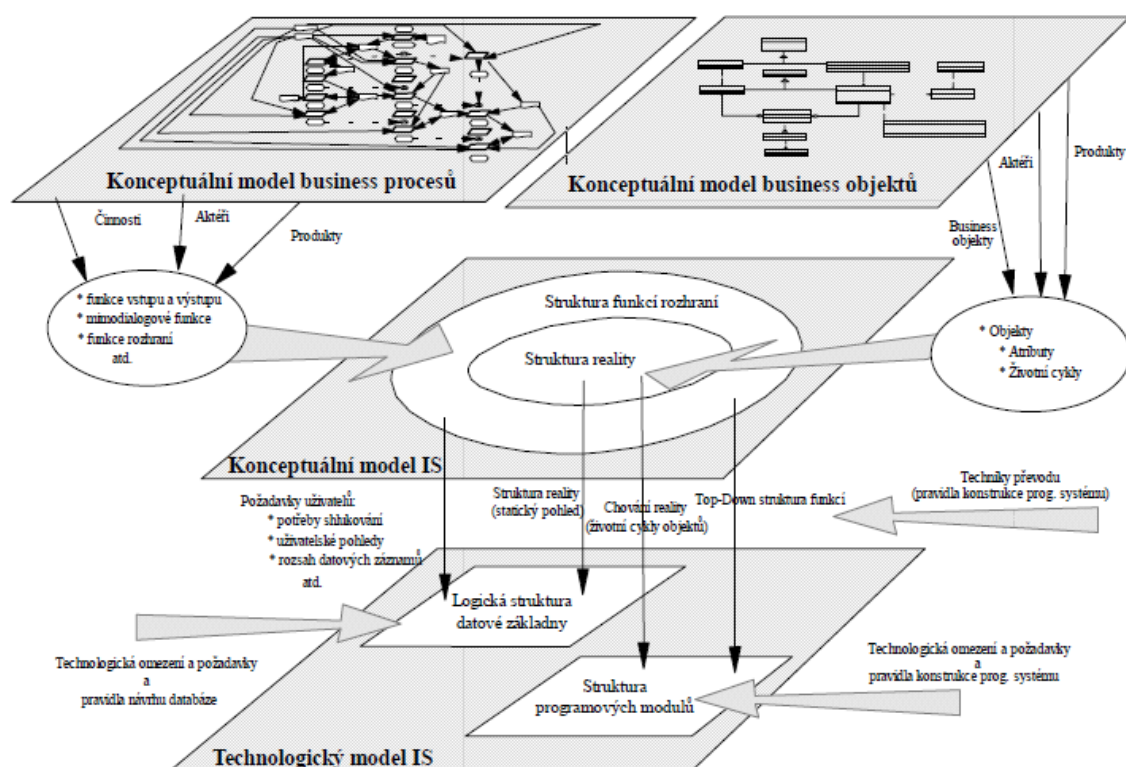 Konceptuální model business procesů
Konceptuální model business objektů
Činnosti
Aktéři
Produkty
Aktéři
Produkty
Business
objekty
* funkce vstupu a výstupu
* mimodialogové funkce
* funkce rozhraní
atd.
Struktura funkcí rozhraní
Struktura reality
* Objekty
* Atributy
* Životní cykly
Konceptuální model IS
Požadavky uživatelů:
* potřeby shlukování
* uživatelské pohledy
* rozsah datových záznamů
atd.
Struktura reality
(statický pohled)
Chování reality
(životní cykly objektů)
Top-Down struktura funkcí
Techniky převodu
(pravidla konstrukce prog. systému)
Logická struktura
datové základny
Technologická omezení a požadavky
a
pravidla návrhu databáze
Struktura
programových modulů
Technologická omezení a požadavky
a
pravidla konstrukce prog. systému
Technologický model IS